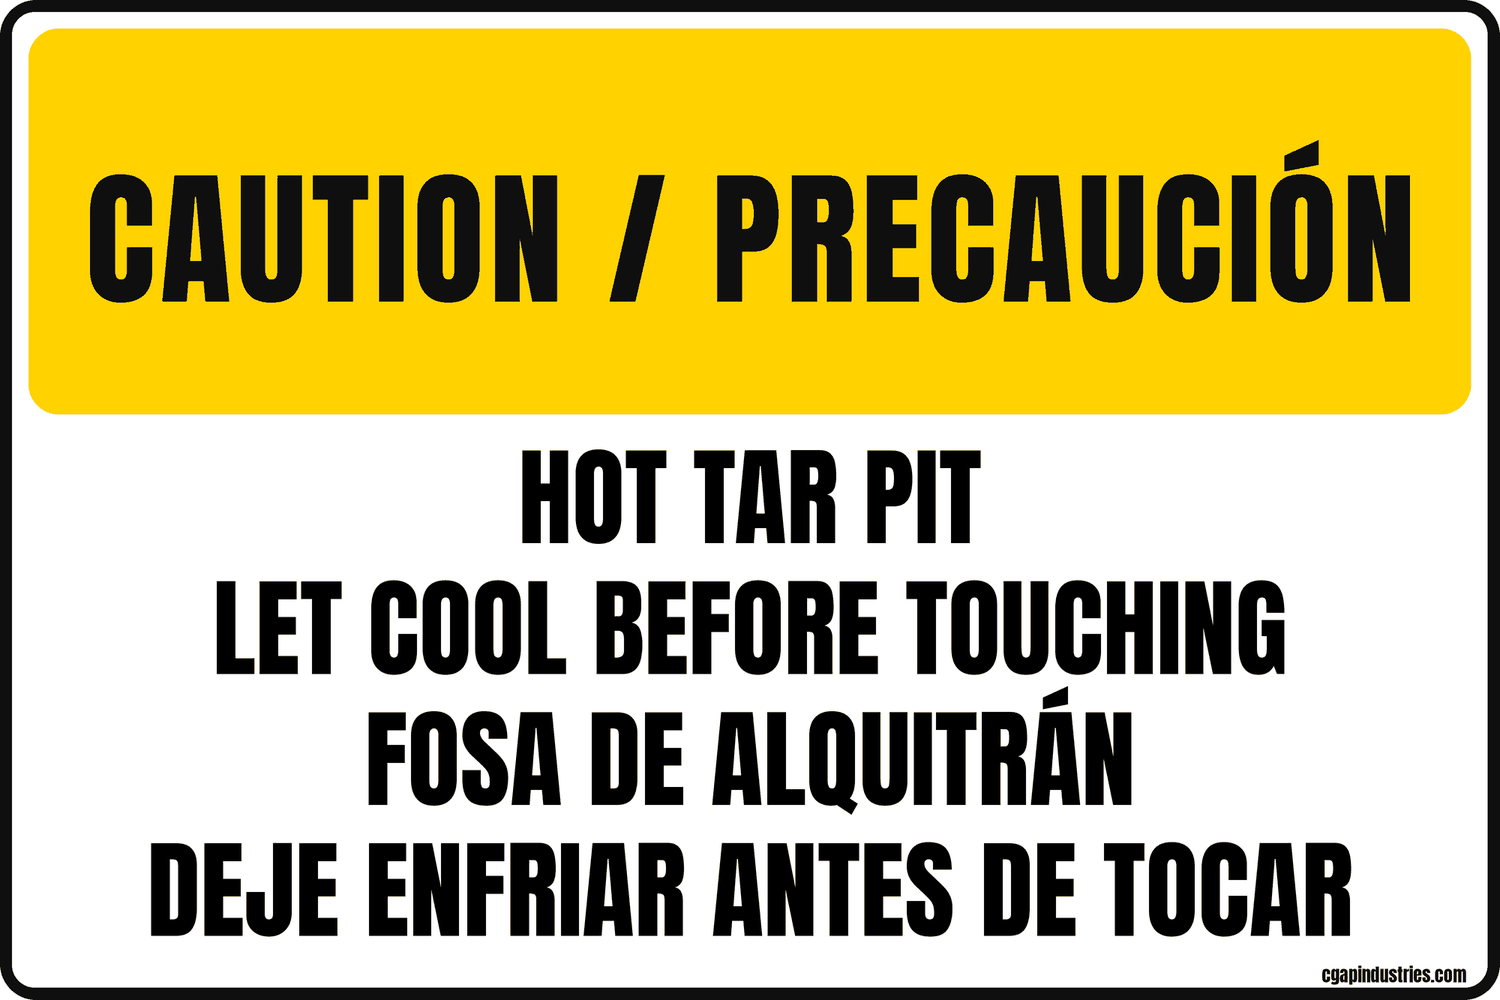 CAUTION / PRECAUCIÓN
HOT TAR PIT
LET COOL BEFORE TOUCHING
FOSA DE ALQUITRÁN
DEJE ENFRIAR ANTES DE TOCAR
cgapindustries.com